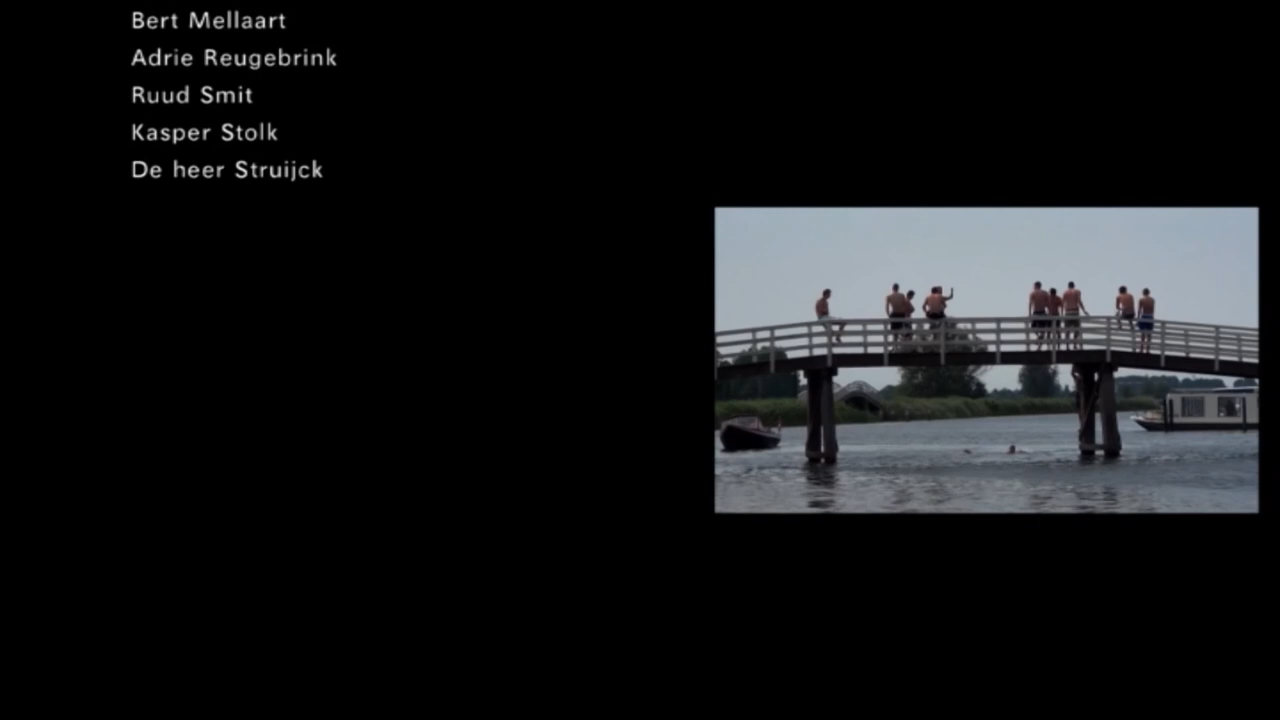 Bert Mellaart
Adrie Reugebrink
Ruud Smit
Kasper Stolk
De heer Struijck